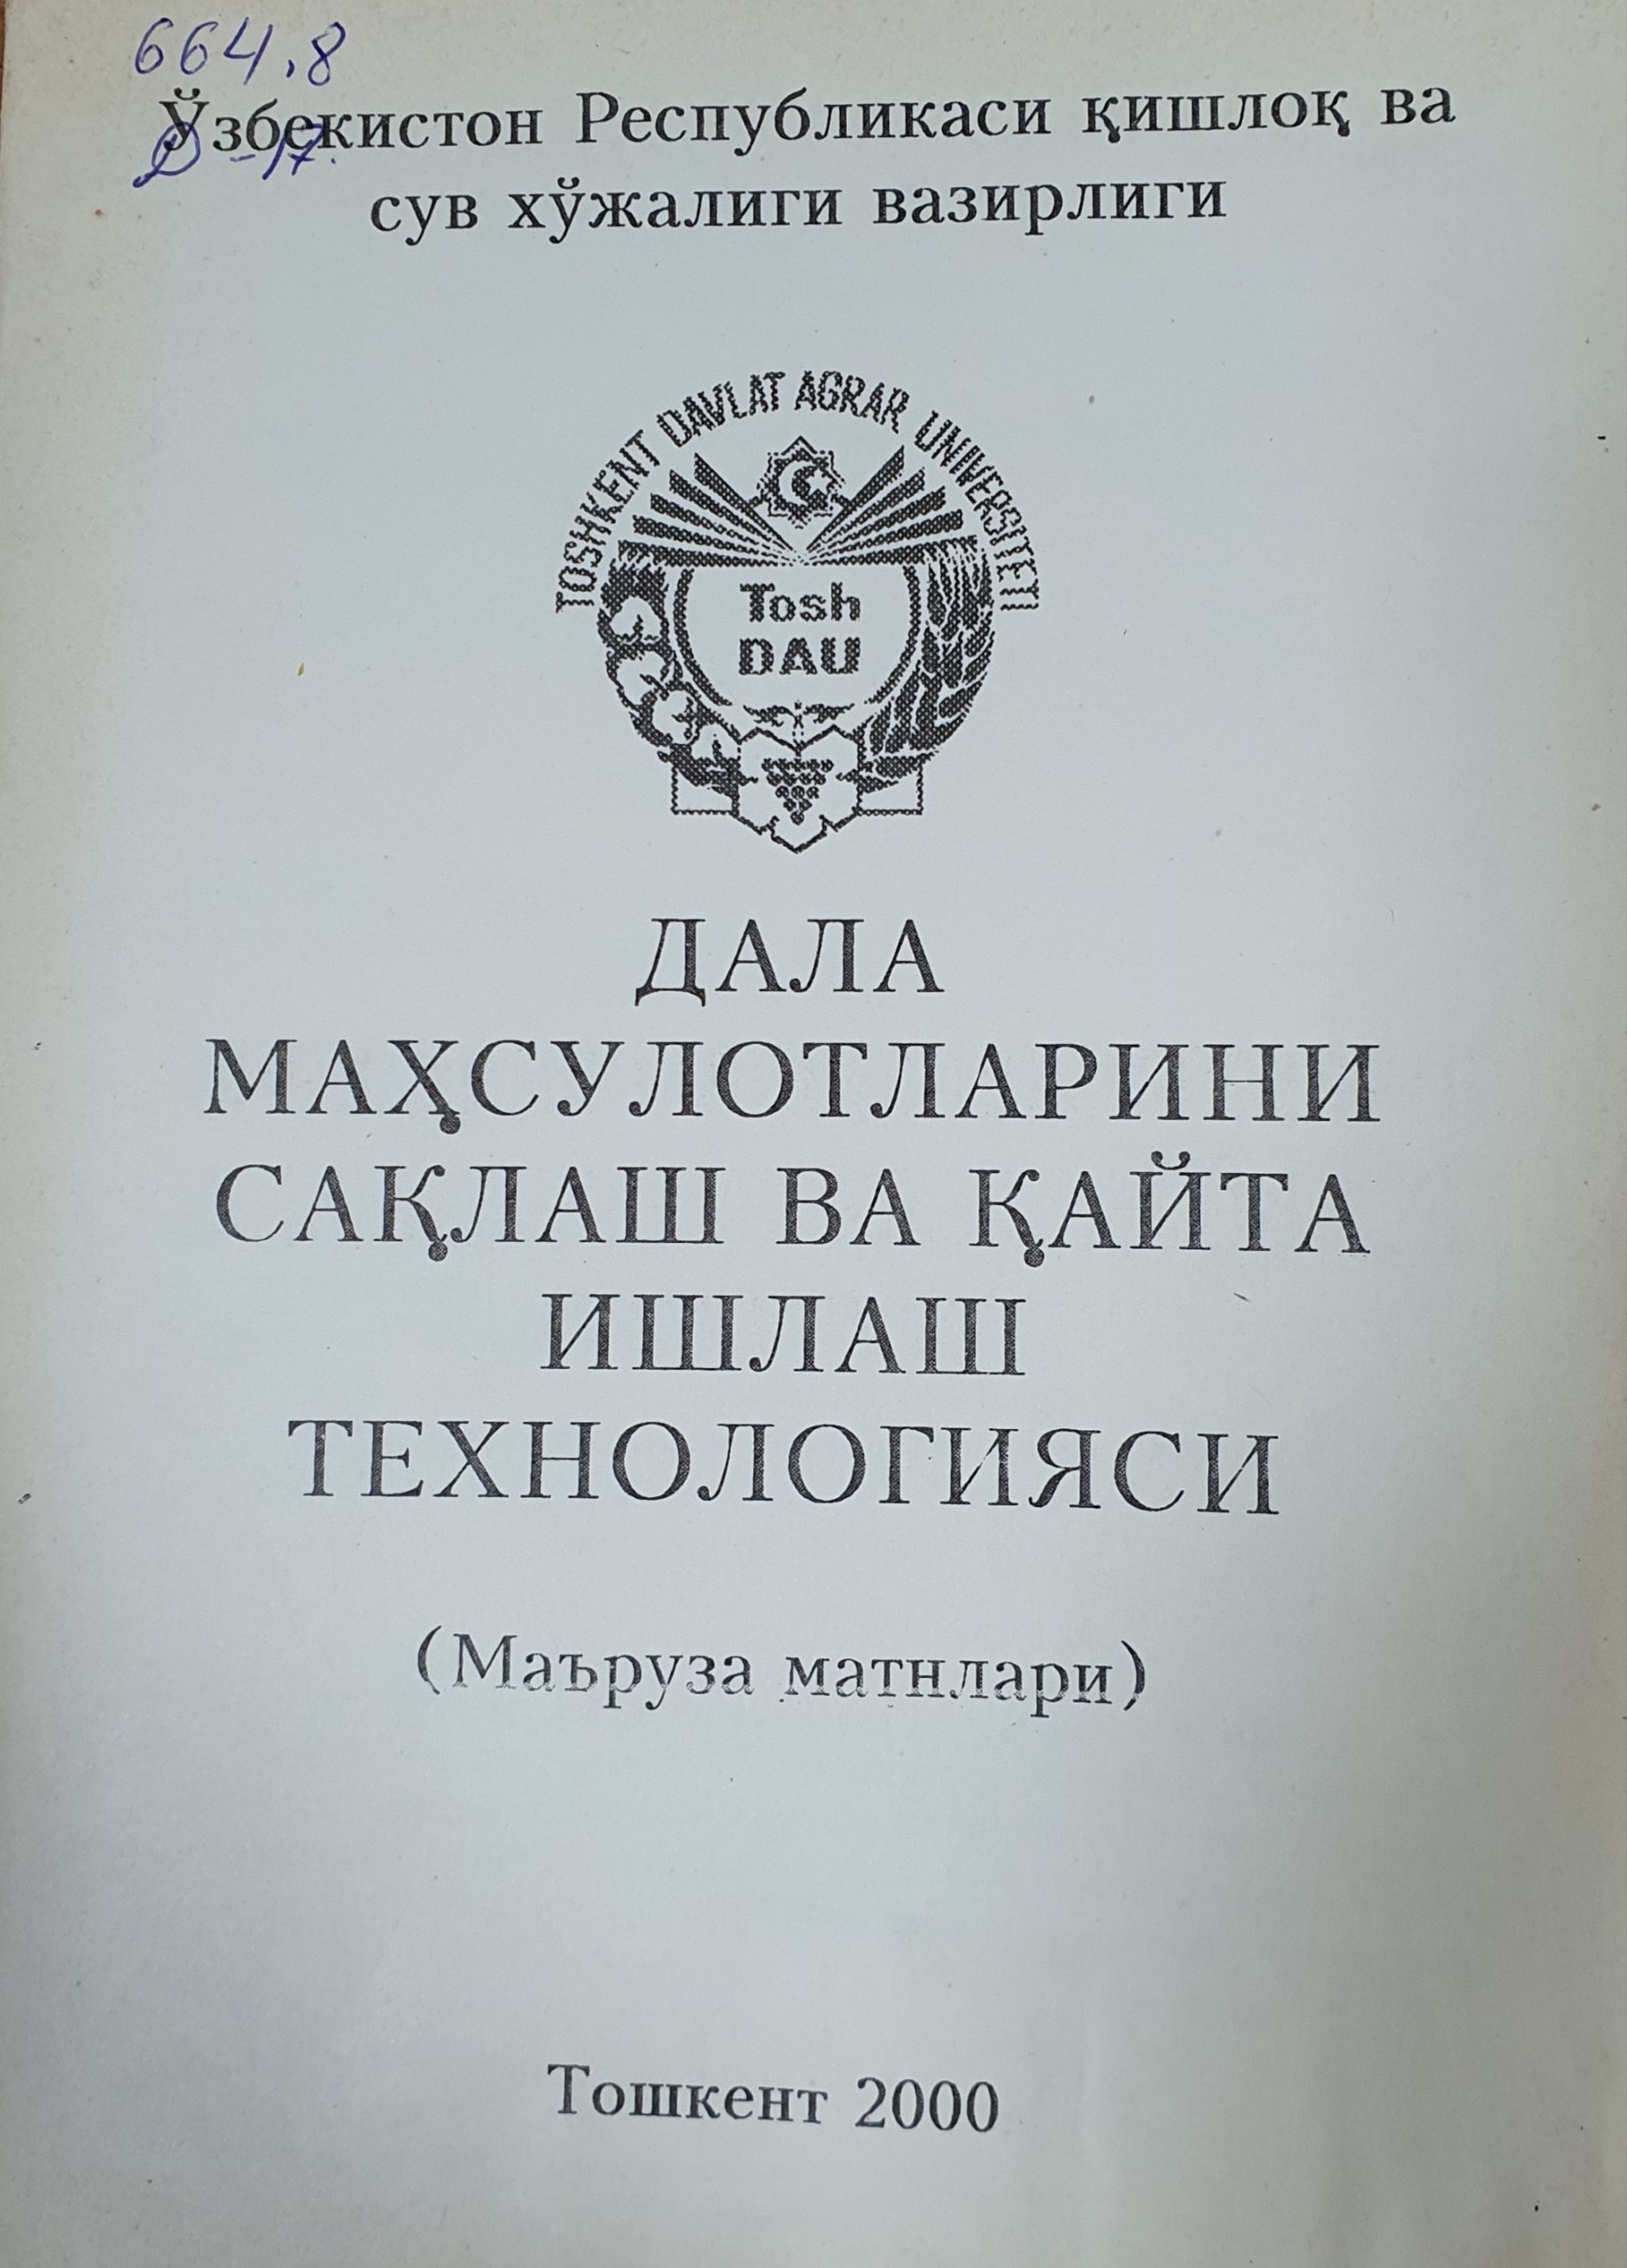 664.8
Ўзбекистон Республикаси қишлоқ ва
Д-17.
сув хўжалиги вазирлиги
TOSHKENT DAVLAT AGRAR UNIVERSITETI
Tosh
DAU
ДАЛА
МАҲСУЛОТЛАРИНИ
САҚЛАШ ВА ҚАЙТА
ИШЛАШ
ТЕХНОЛОГИЯСИ
(Маъруза матнлари)
Тошкент 2000